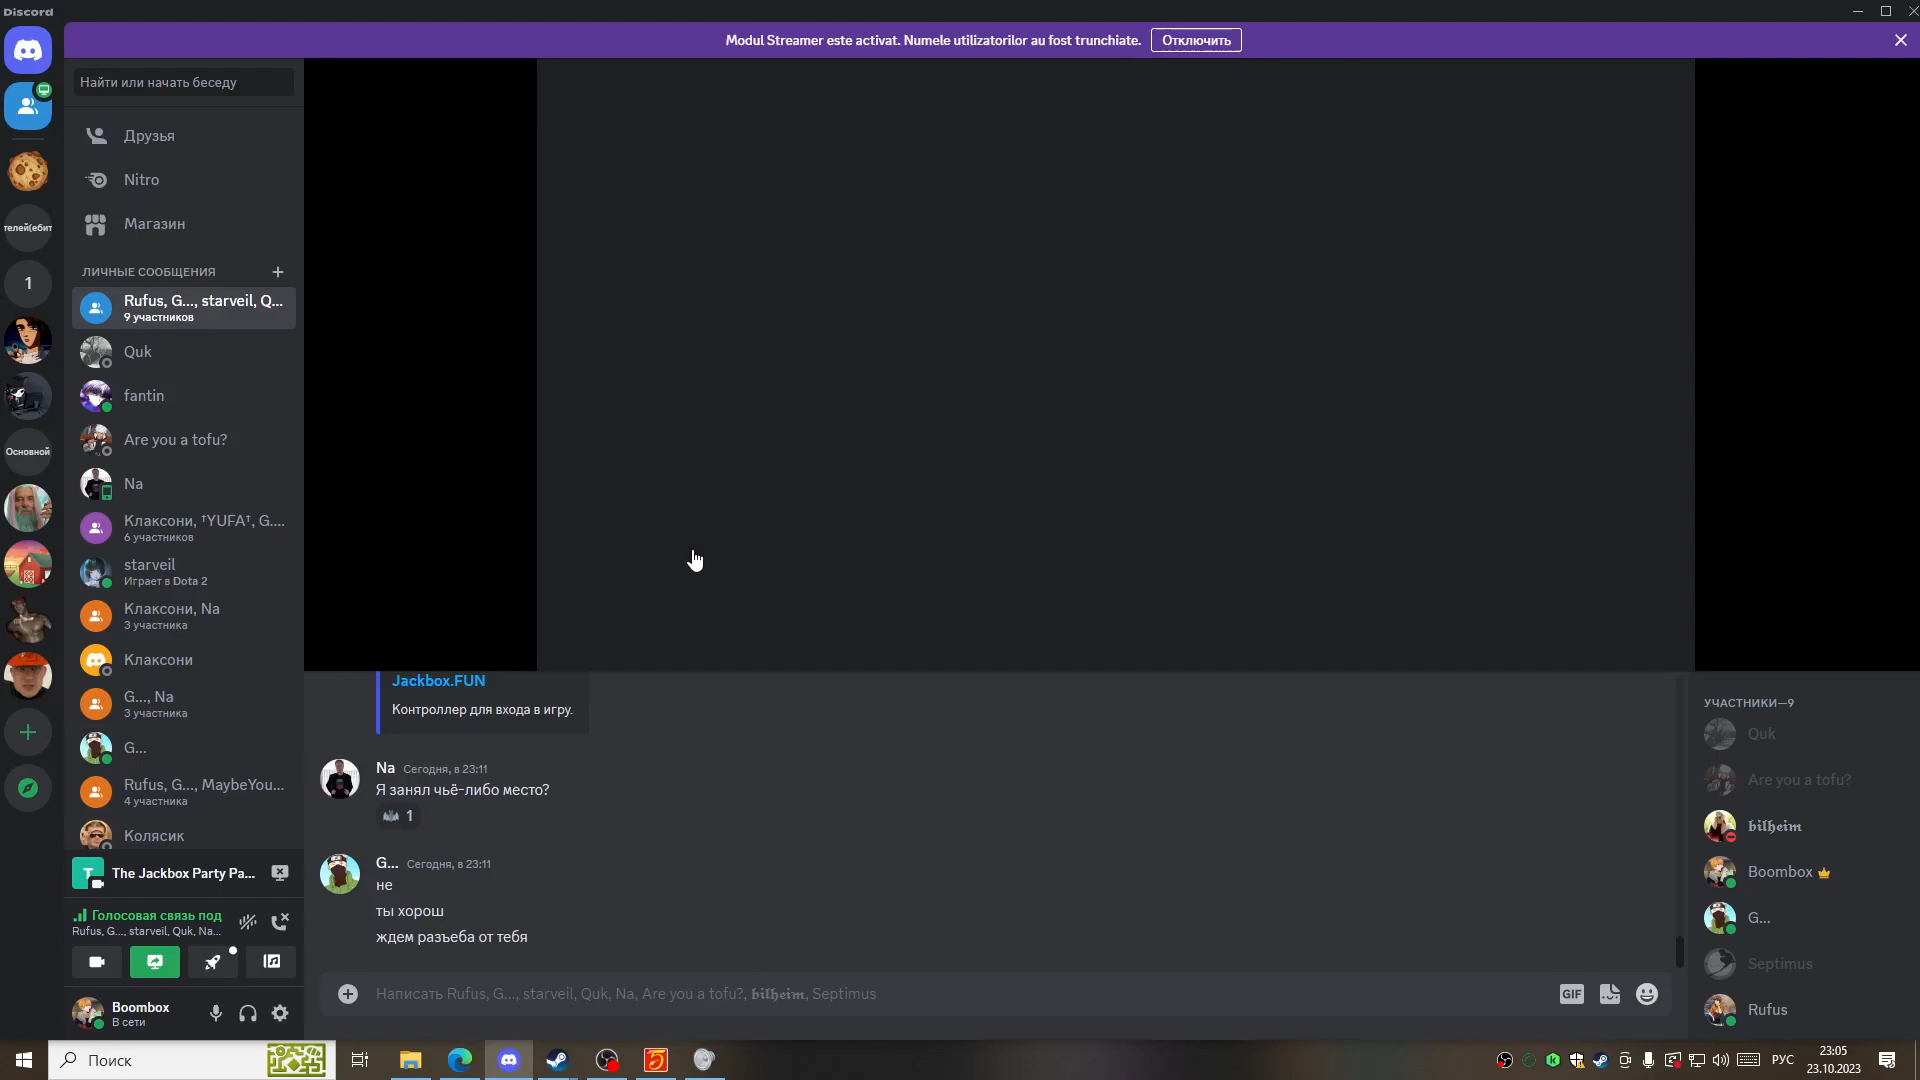 Discord
Modul Streamer este activat. Numele utilizatorilor au fost trunchiate.
Отключить
Найти или начать беседу
Друзья
Nitro
Магазин
ЛИЧНЫЕ СООБЩЕНИЯ
Rufus, G..., starveil, Q...
9 участников
Quk
fantin
Are you a tofu?
Na
Клаксони, †YUFA†, G....
6 участников
starveil
Играет в Dota 2
Клаксони, Na
3 участника
Клаксони
G..., Na
3 участника
G...
Rufus, G..., MaybeYou...
4 участника
Колясик
телей(ебит
1
Основной
T
The Jackbox Party Pa...
Голосовая связь под
Rufus, G..., starveil, Quk, Na...
Boombox
В сети
Jackbox.FUN
Контроллер для входа в игру.
Na Сегодня, в 23:11
Я занял чьё-либо место?
1
G... Сегодня, в 23:11
не
ты хорош
ждем разъеба от тебя
Написать Rufus, G..., starveil, Quk, Na, Are you a tofu?, 𝖇𝖎𝖑𝖍𝖊𝖎𝖒, Septimus
GIF
УЧАСТНИКИ—9
Quk
Are you a tofu?
𝖇𝖎𝖑𝖍𝖊𝖎𝖒
Boombox
G...
Septimus
Rufus
Поиск
5
РУС
23:05
23.10.2023